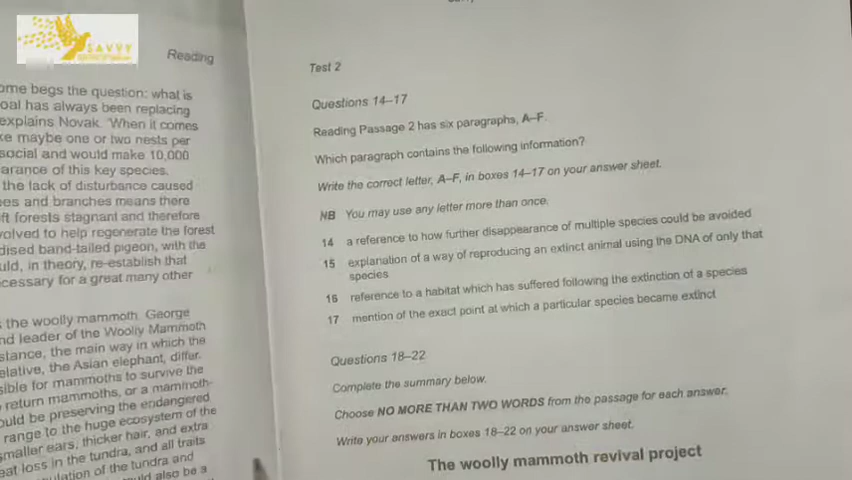 SAVVY
Reading
ome begs the question: what is
oal has always been replacing
explains Novak. 'When it comes
ke maybe one or two nests per
social and would make 10,000
arance of this key species.
the lack of disturbance caused
es and branches means there
ft forests stagnant and therefore
volved to help regenerate the forest
dised band-tailed pigeon, with the
uld, in theory, re-establish that
cessary for a great many other
s the woolly mammoth. George
nd leader of the Woolly Mammoth
stance, the main way in which the
elative, the Asian elephant, differ.
sible for mammoths to survive the
return mammoths, or a mammoth-
ould be preserving the endangered
range to the huge ecosystem of the
smaller ears, thicker hair, and extra
eat loss in the tundra, and all traits
ulation of the tundra and
uld also be a
Test 2
Questions 14–17
Reading Passage 2 has six paragraphs, A–F.
Which paragraph contains the following information?
Write the correct letter, A–F, in boxes 14–17 on your answer sheet.
NB You may use any letter more than once.
14 a reference to how further disappearance of multiple species could be avoided
15 explanation of a way of reproducing an extinct animal using the DNA of only that
species
16 reference to a habitat which has suffered following the extinction of a species
17 mention of the exact point at which a particular species became extinct
Questions 18–22
Complete the summary below.
Choose NO MORE THAN TWO WORDS from the passage for each answer.
Write your answers in boxes 18–22 on your answer sheet.
The woolly mammoth revival project